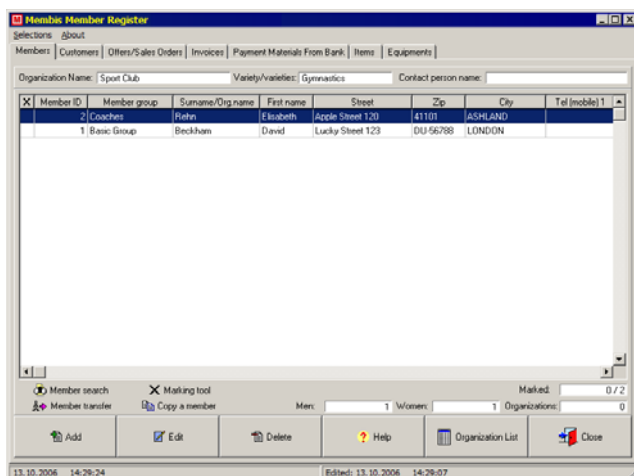 Membis Member Register
Selections About
Members Customers Offers/Sales Orders Invoices Payment Materials From Bank Items Equipments
Organization Name: Sport Club Variety/varieties: Gymnastics Contact person name:
X Member ID Member group Surname/Org.name First name Street Zip City Tel (mobile) 1
2 Coaches Rehn Elisabeth Apple Street 120 41101 ASHLAND
1 Basic Group Beckham David Lucky Street 123 DU-56788 LONDON
Member search Marking tool Marked: 0 / 2
Member transfer Copy a member Men: 1 Women: 1 Organizations: 0
Add Edit Delete Help Organization List Close
13.10.2006 14:29:24 Edited: 13.10.2006 14:29:07